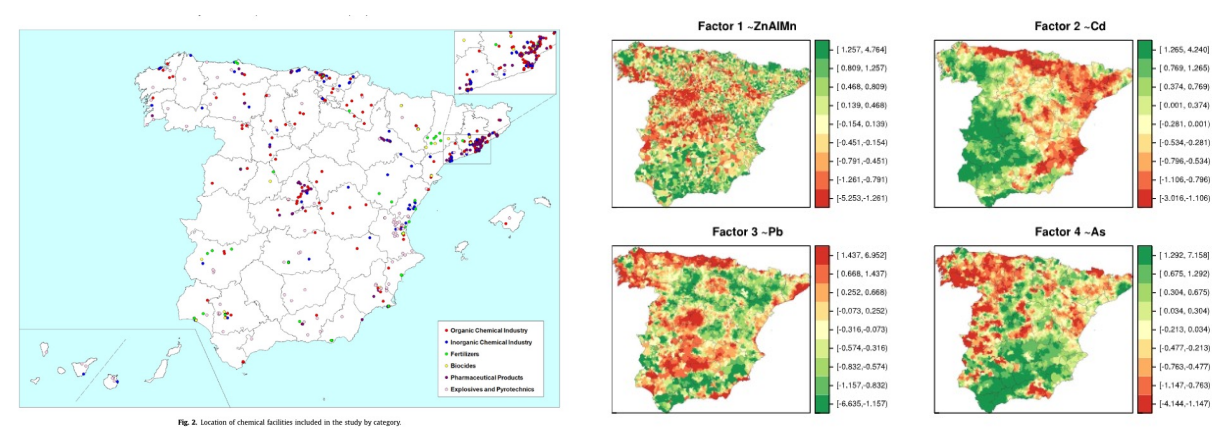 Organic Chemical Industry
Inorganic Chemical Industry
Fertilizers
Biocides
Pharmaceutical Products
Explosives and Pyrotechnics
Fig. 2. Location of chemical facilities included in the study by category.
Factor 1 ~ZnAlMn
[ 1.257, 4.764)
[ 0.809, 1.257)
[ 0.468, 0.809)
[ 0.139, 0.468)
[-0.154, 0.139)
[-0.451,-0.154)
[-0.791,-0.451)
[-1.261,-0.791)
[-5.253,-1.261)
Factor 2 ~Cd
[ 1.265, 4.240)
[ 0.769, 1.265)
[ 0.374, 0.769)
[ 0.001, 0.374)
[-0.281, 0.001)
[-0.534,-0.281)
[-0.796,-0.534)
[-1.106,-0.796)
[-3.016,-1.106)
Factor 3 ~Pb
[ 1.437, 6.952]
[ 0.668, 1.437)
[ 0.252, 0.668)
[-0.073, 0.252)
[-0.316,-0.073)
[-0.574,-0.316)
[-0.832,-0.574)
[-1.157,-0.832)
[-6.635,-1.157)
Factor 4 ~As
[ 1.292, 7.158]
[ 0.675, 1.292)
[ 0.304, 0.675)
[ 0.034, 0.304)
[-0.213, 0.034)
[-0.477,-0.213)
[-0.763,-0.477)
[-1.147,-0.763)
[-4.144,-1.147)